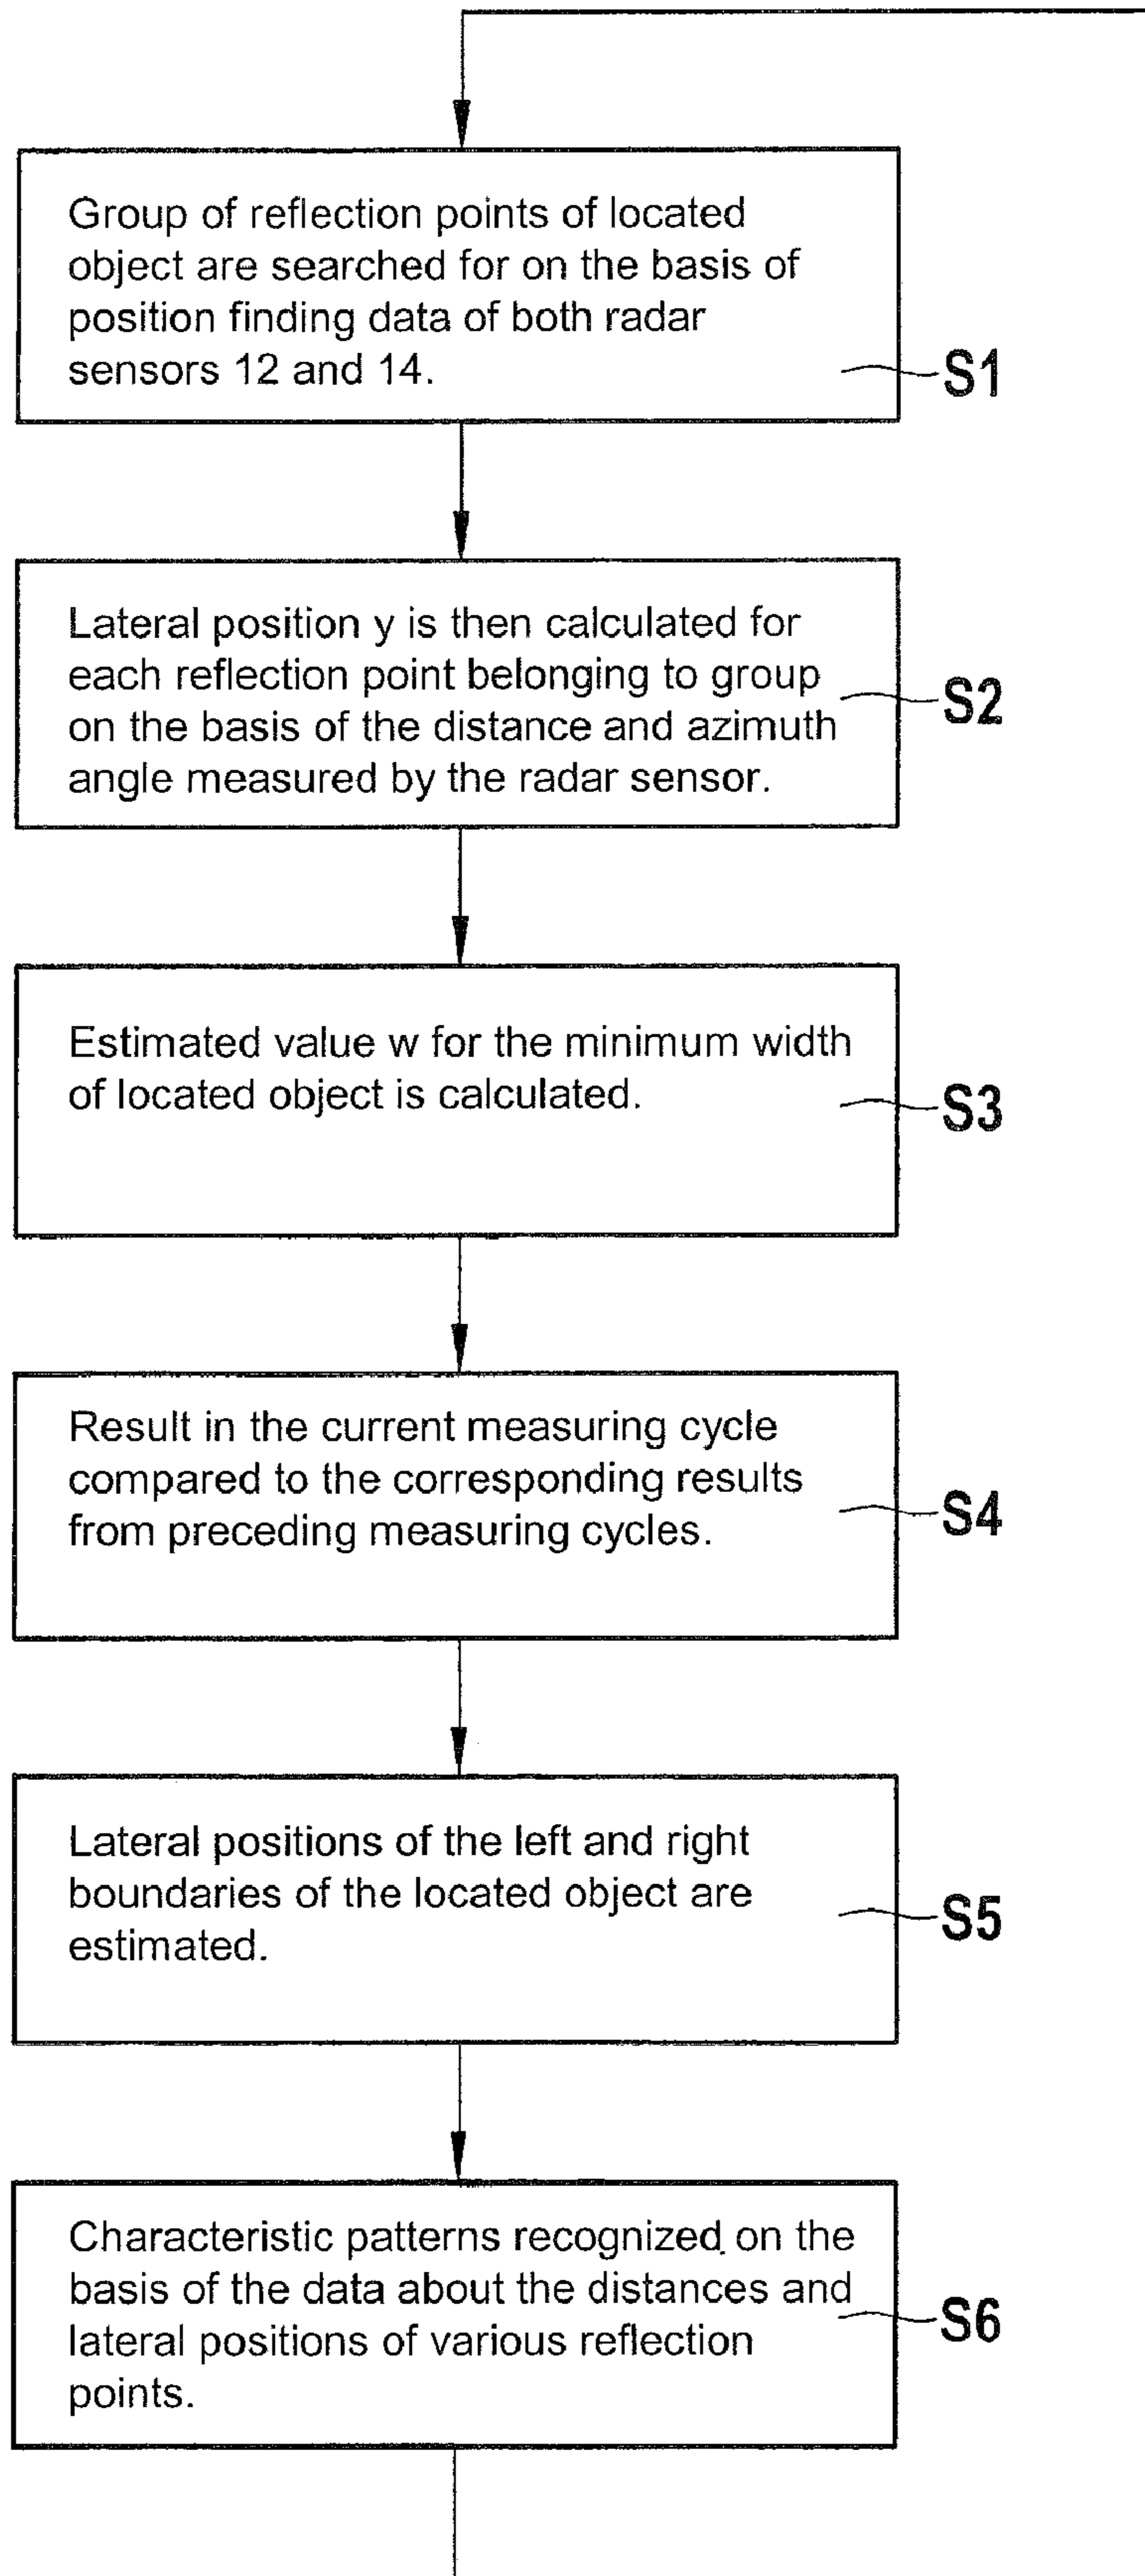 Group of reflection points of located
object are searched for on the basis of
position finding data of both radar
sensors 12 and 14.
S1
Lateral position y is then calculated for
each reflection point belonging to group
on the basis of the distance and azimuth
angle measured by the radar sensor.
S2
Estimated value w for the minimum width
of located object is calculated.
S3
Result in the current measuring cycle
compared to the corresponding results
from preceding measuring cycles.
S4
Lateral positions of the left and right
boundaries of the located object are
estimated.
S5
Characteristic patterns recognized on the
basis of the data about the distances and
lateral positions of various reflection
points.
S6